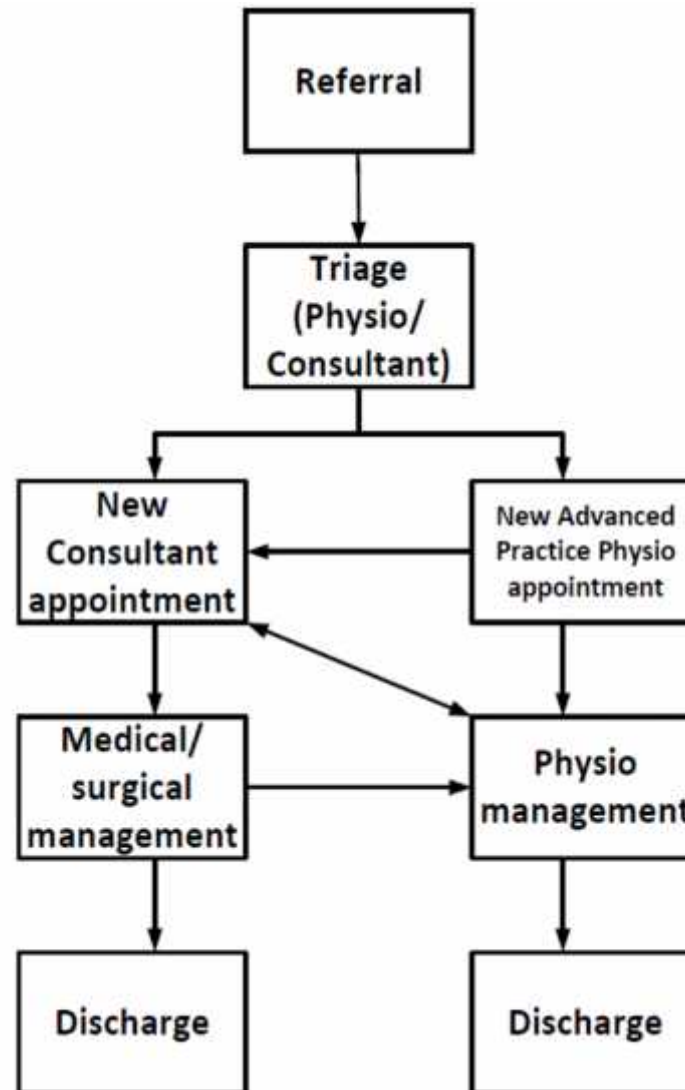 Referral
Triage
(Physio/
Consultant)
New
Consultant
appointment
New Advanced
Practice Physio
appointment
Medical/
surgical
management
Physio
management
Discharge
Discharge